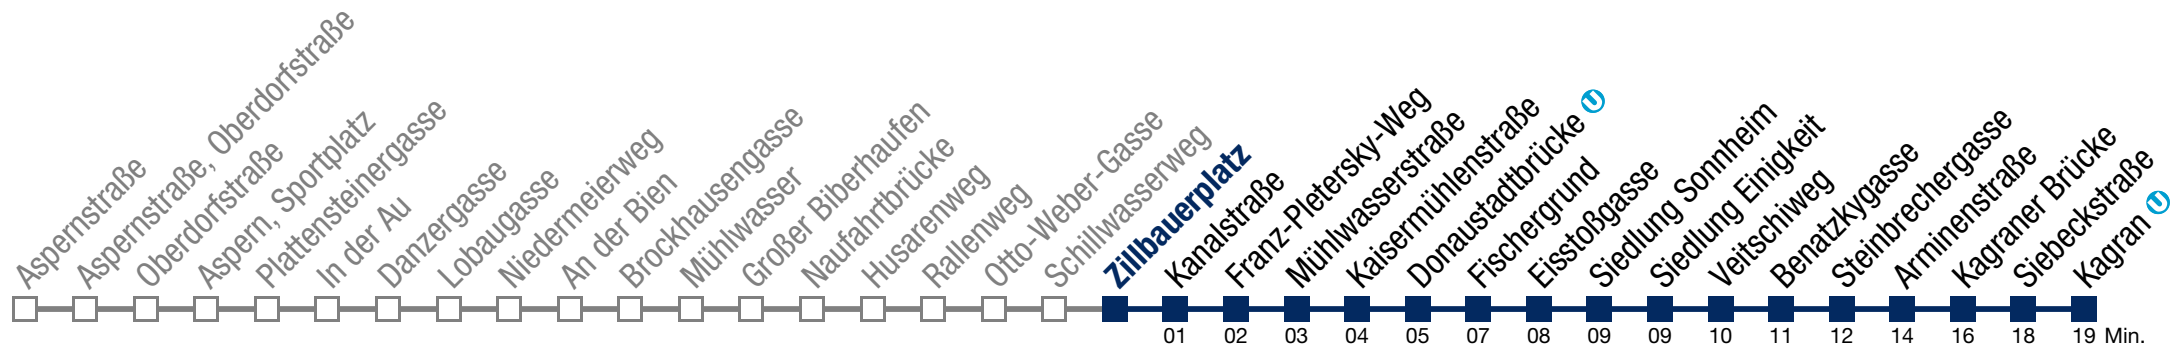 Aspernstraße
Aspernstraße, Oberdorfstraße
Oberdorfstraße
Aspern, Sportplatz
Plattensteinergasse
In der Au
Danzergasse
Lobaugasse
Niedermeierweg
An der Bien
Brockhausengasse
Mühlwasser
Großer Biberhaufen
Naufahrtbrücke
Husarenweg
Rallenweg
Otto-Weber-Gasse
Schillwasserweg
Zillbauerplatz
Kanalstraße
Franz-Pletersky-Weg
Mühlwasserstraße
Kaisermühlenstraße
Donaustadtbrücke U
Fischergrund
Eisstoßgasse
Siedlung Sonnheim
Siedlung Einigkeit
Veitschiweg
Benatzkygasse
Steinbrechergasse
Arminenstraße
Kagraner Brücke
Siebeckstraße
Kagran U
01 02 03 04 05 07 08 09 09 10 11 12 14 16 18 19 Min.